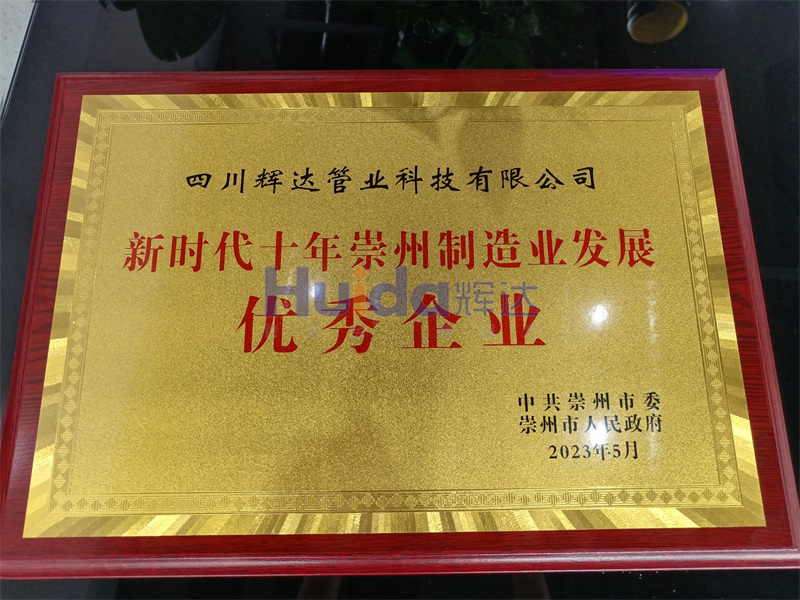 四川辉达管业科技有限公司
新时代十年崇州制造业发展
Huida辉达
优秀企业
中共崇州市委
崇州市人民政府
2023年5月